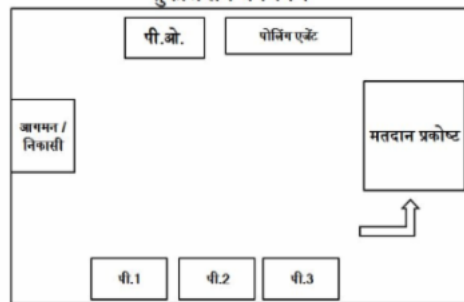 पी.ओ.
पोलिंग एजेंट
आगमन /
निकासी
मतदान प्रकोष्ट
पी.1
पी.2
पी.3